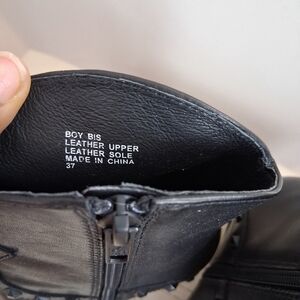 BOY BIS
LEATHER UPPER
LEATHER SOLE
MADE IN CHINA
37